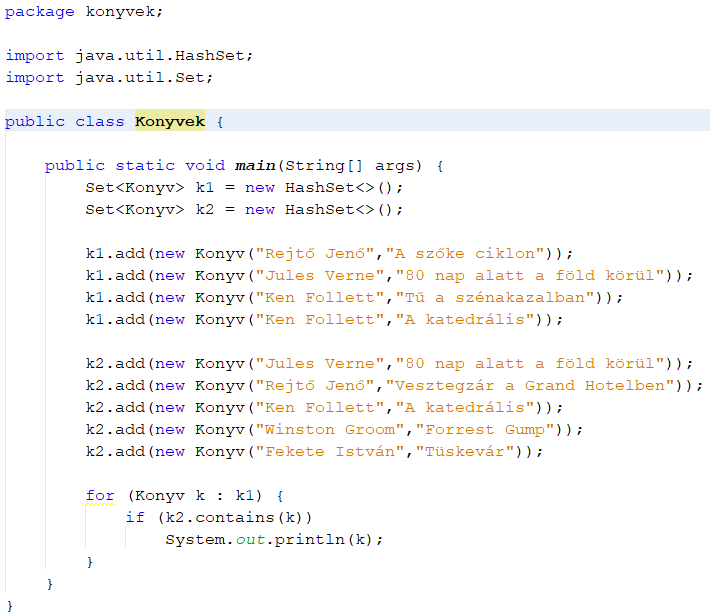 package konyvek;
import java.util.HashSet;
import java.util.Set;
public class Konyvek {
public static void main(String[] args) {
Set<Konyv> k1 = new HashSet<>();
Set<Konyv> k2 = new HashSet<>();
k1.add(new Konyv("Rejtő Jenő","A szőke ciklon"));
k1.add(new Konyv("Jules Verne","80 nap alatt a föld körül"));
k1.add(new Konyv("Ken Follett","Tű a szénakazalban"));
k1.add(new Konyv("Ken Follett","A katedrális"));
k2.add(new Konyv("Jules Verne","80 nap alatt a föld körül"));
k2.add(new Konyv("Rejtő Jenő","Vesztegzár a Grand Hotelben"));
k2.add(new Konyv("Ken Follett","A katedrális"));
k2.add(new Konyv("Winston Groom","Forrest Gump"));
k2.add(new Konyv("Fekete István","Tüskevár"));
for (Konyv k : k1) {
if (k2.contains(k))
System.out.println(k);
}
}
}